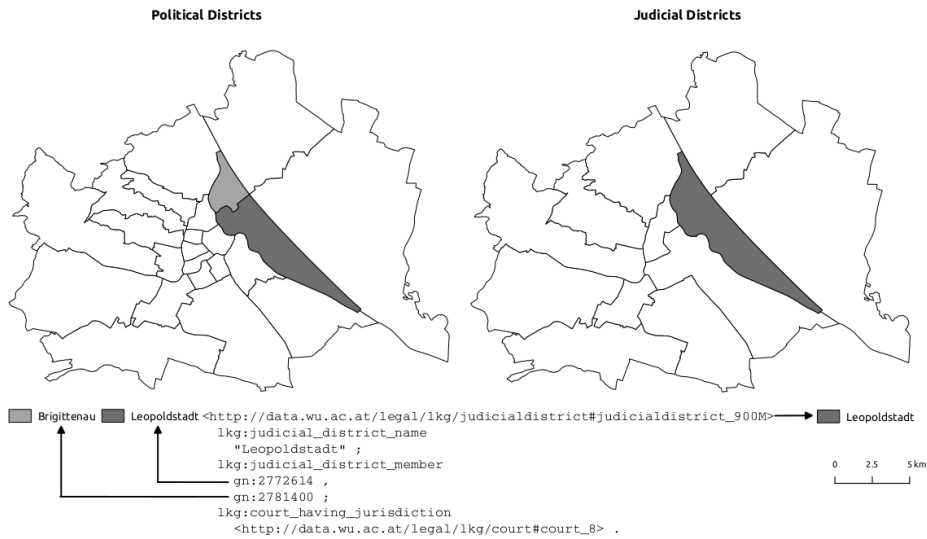 Political Districts
Judicial Districts
Brigittenau
Leopoldstadt
<http://data.wu.ac.at/legal/lkg/judicialdistrict#judicialdistrict_900M>
Leopoldstadt
lkg:judicial_district_name
"Leopoldstadt" ;
lkg:judicial_district_member
gn:2772614 ,
gn:2781400 ;
lkg:court_having_jurisdiction
<http://data.wu.ac.at/legal/lkg/court#court_8> .
0 2.5 5 km